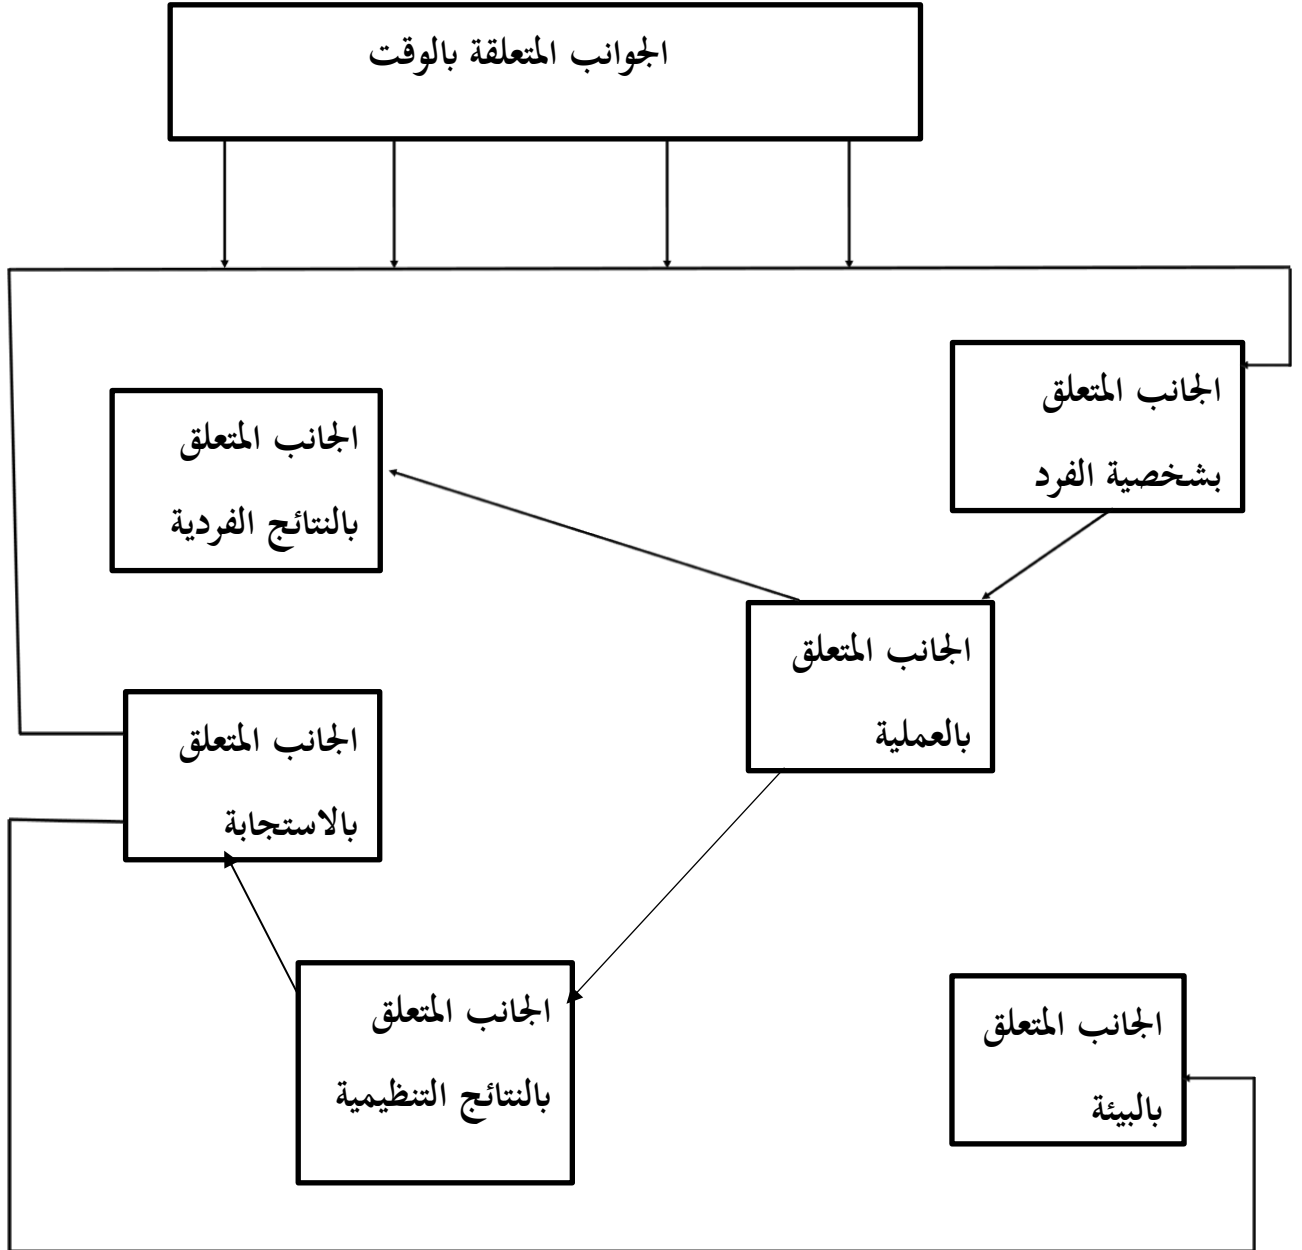 الجوانب المتعلقة بالوقت
الجانب المتعلق
بشخصية الفرد
الجانب المتعلق
بالنتائج الفردية
الجانب المتعلق
بالعملية
الجانب المتعلق
بالاستجابة
الجانب المتعلق
بالنتائج التنظيمية
الجانب المتعلق
بالبيئة